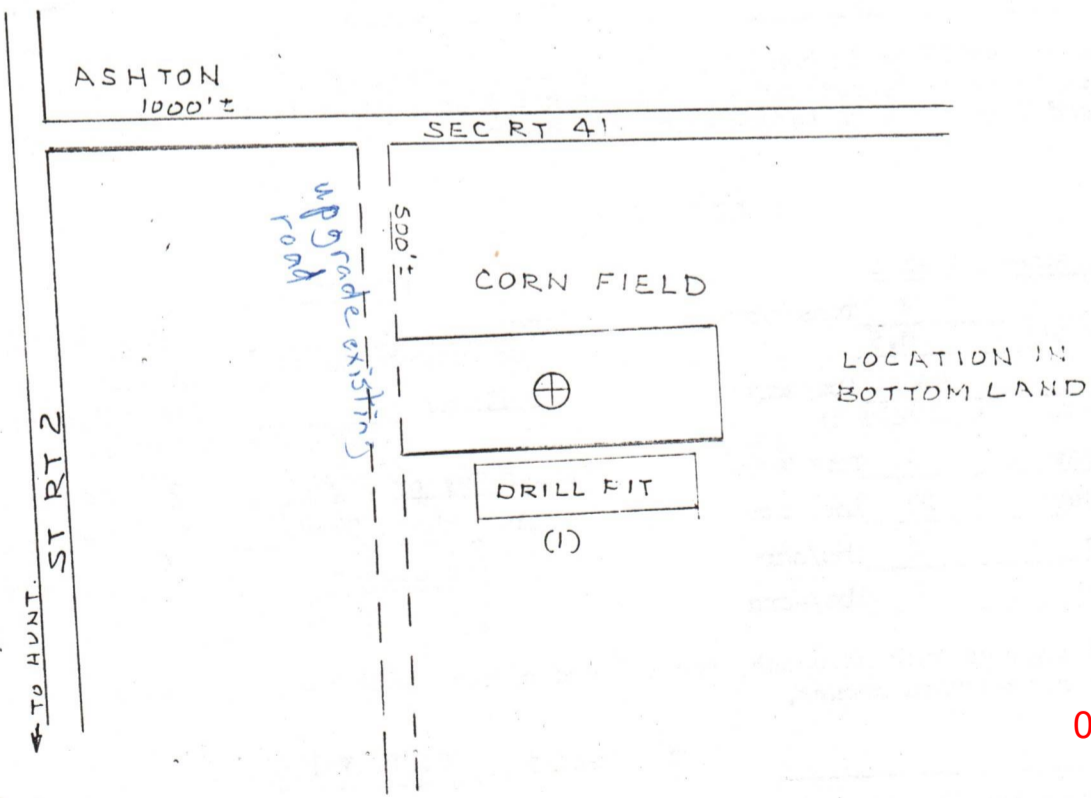 ASHTON
1000'±
SEC RT 41
upgrade existing
road
500'±
CORN FIELD
LOCATION IN
BOTTOM LAND
DRILL PIT
(1)
ST RT 2
← TO HUNT.
0